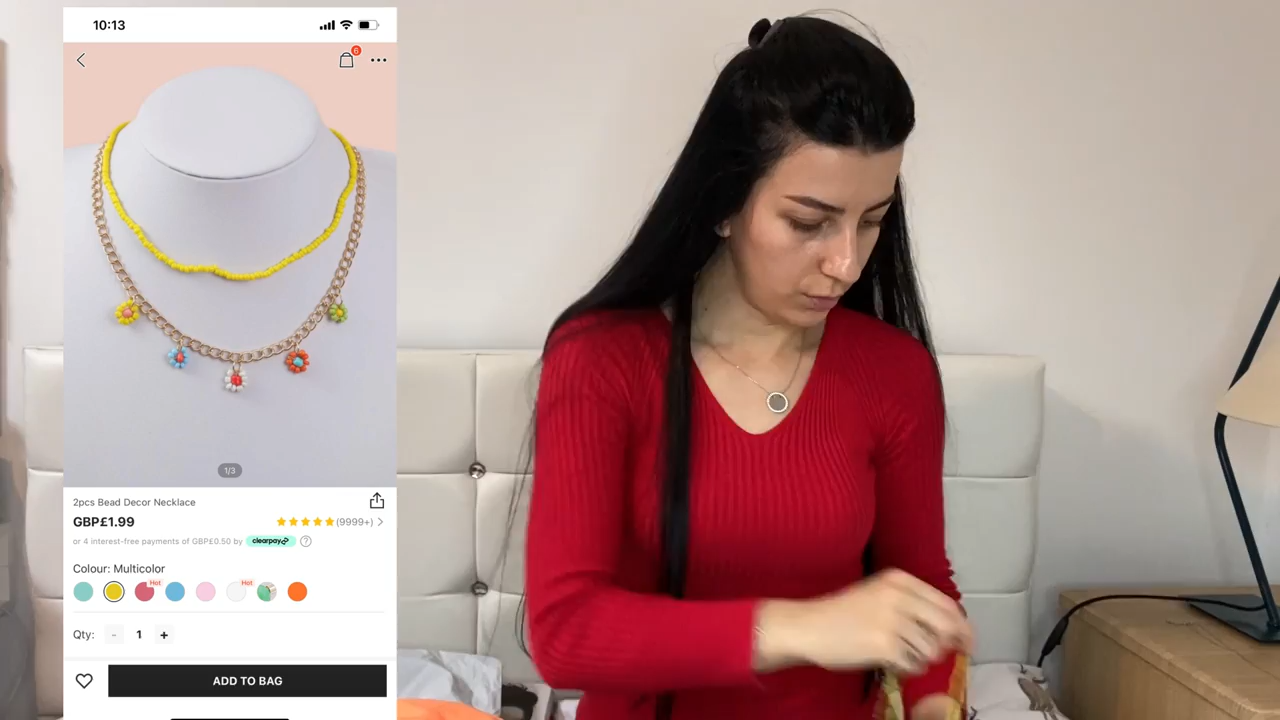 10:13
6
1/3
2pcs Bead Decor Necklace
GBP£1.99
(9999+)
or 4 interest-free payments of GBP£0.50 by clearpay ?
Colour: Multicolor
Hot
Hot
Qty: - 1 +
ADD TO BAG